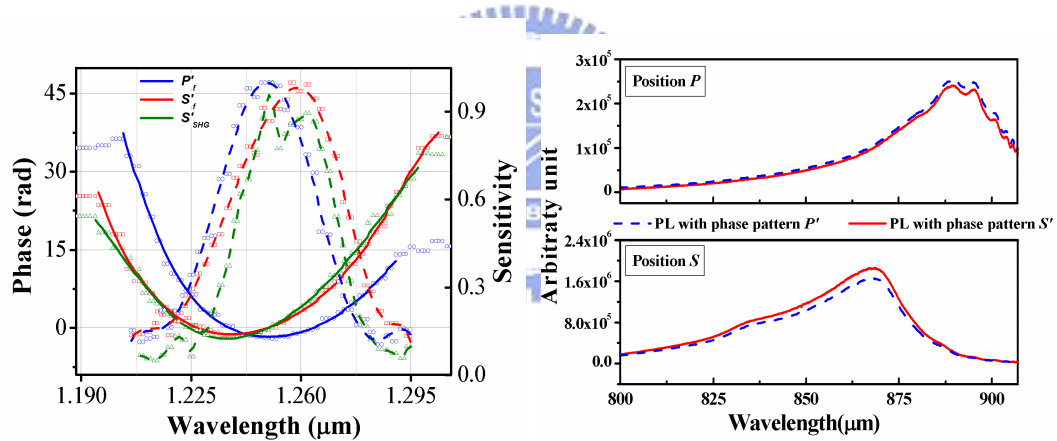 45
30
15
0
Phase (rad)
P'f
S'f
S'SHG
0.9
0.6
0.3
0.0
Sensitivity
1.190 1.225 1.260 1.295
Wavelength (μm)
S
Arbitraty unit
3x10^5
2x10^5
1x10^5
0
Position P
PL with phase pattern P' PL with phase pattern S'
2.4x10^6
1.6x10^6
8.0x10^5
0.0
Position S
800 825 850 875 900
Wavelength(μm)